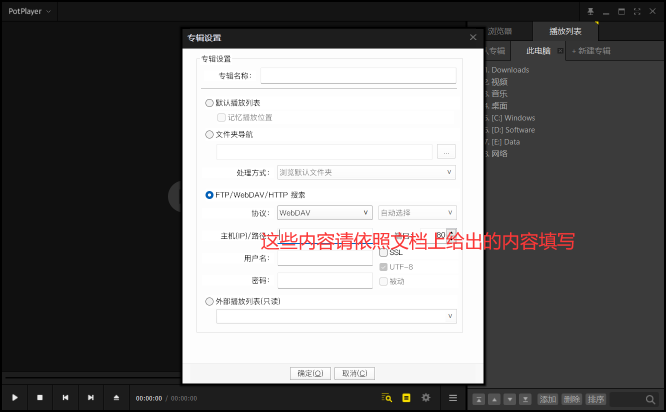 PotPlayer
专辑设置
浏览器
播放列表
专辑
此电脑
+ 新建专辑
专辑设置
专辑名称:
默认播放列表
记忆播放位置
文件夹导航
...
处理方式:
浏览默认文件夹
FTP/WebDAV/HTTP 搜索
协议:
WebDAV
自动选择
主机(IP)/路径:
80
这些内容请依照文档上给出的内容填写
用户名:
SSL
UTF-8
密码:
被动
外部播放列表(只读)
确定(O)
取消(C)
. Downloads
. 视频
. 音乐
. 桌面
. [C:] Windows
. [D:] Software
. [E:] Data
. 网络
00:00:00 / 00:00:00
添加
删除
排序